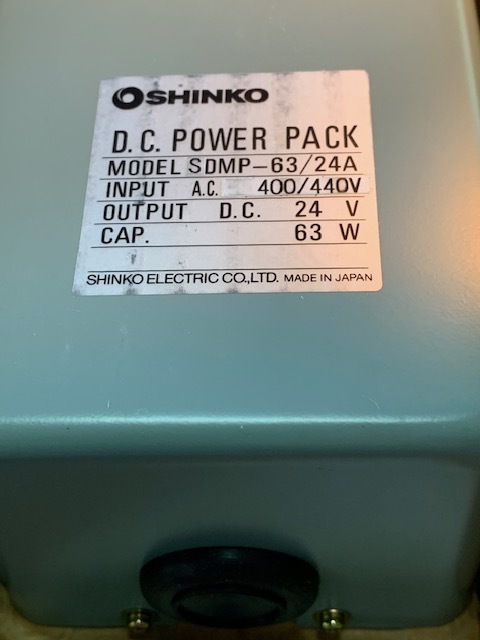 SHINKO
D.C. POWER PACK
MODEL SDMP-63/24A
INPUT A.C. 400/440V
OUTPUT D.C. 24 V
CAP. 63 W
SHINKO ELECTRIC CO.,LTD. MADE IN JAPAN